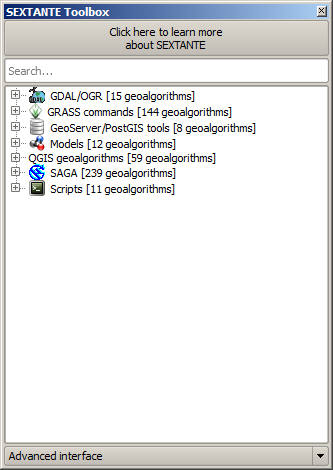 SEXTANTE Toolbox
Click here to learn more
about SEXTANTE
Search...
GDAL/OGR [15 geoalgorithms]
GRASS commands [144 geoalgorithms]
GeoServer/PostGIS tools [8 geoalgorithms]
Models [12 geoalgorithms]
QGIS geoalgorithms [59 geoalgorithms]
SAGA [239 geoalgorithms]
Scripts [11 geoalgorithms]
Advanced interface